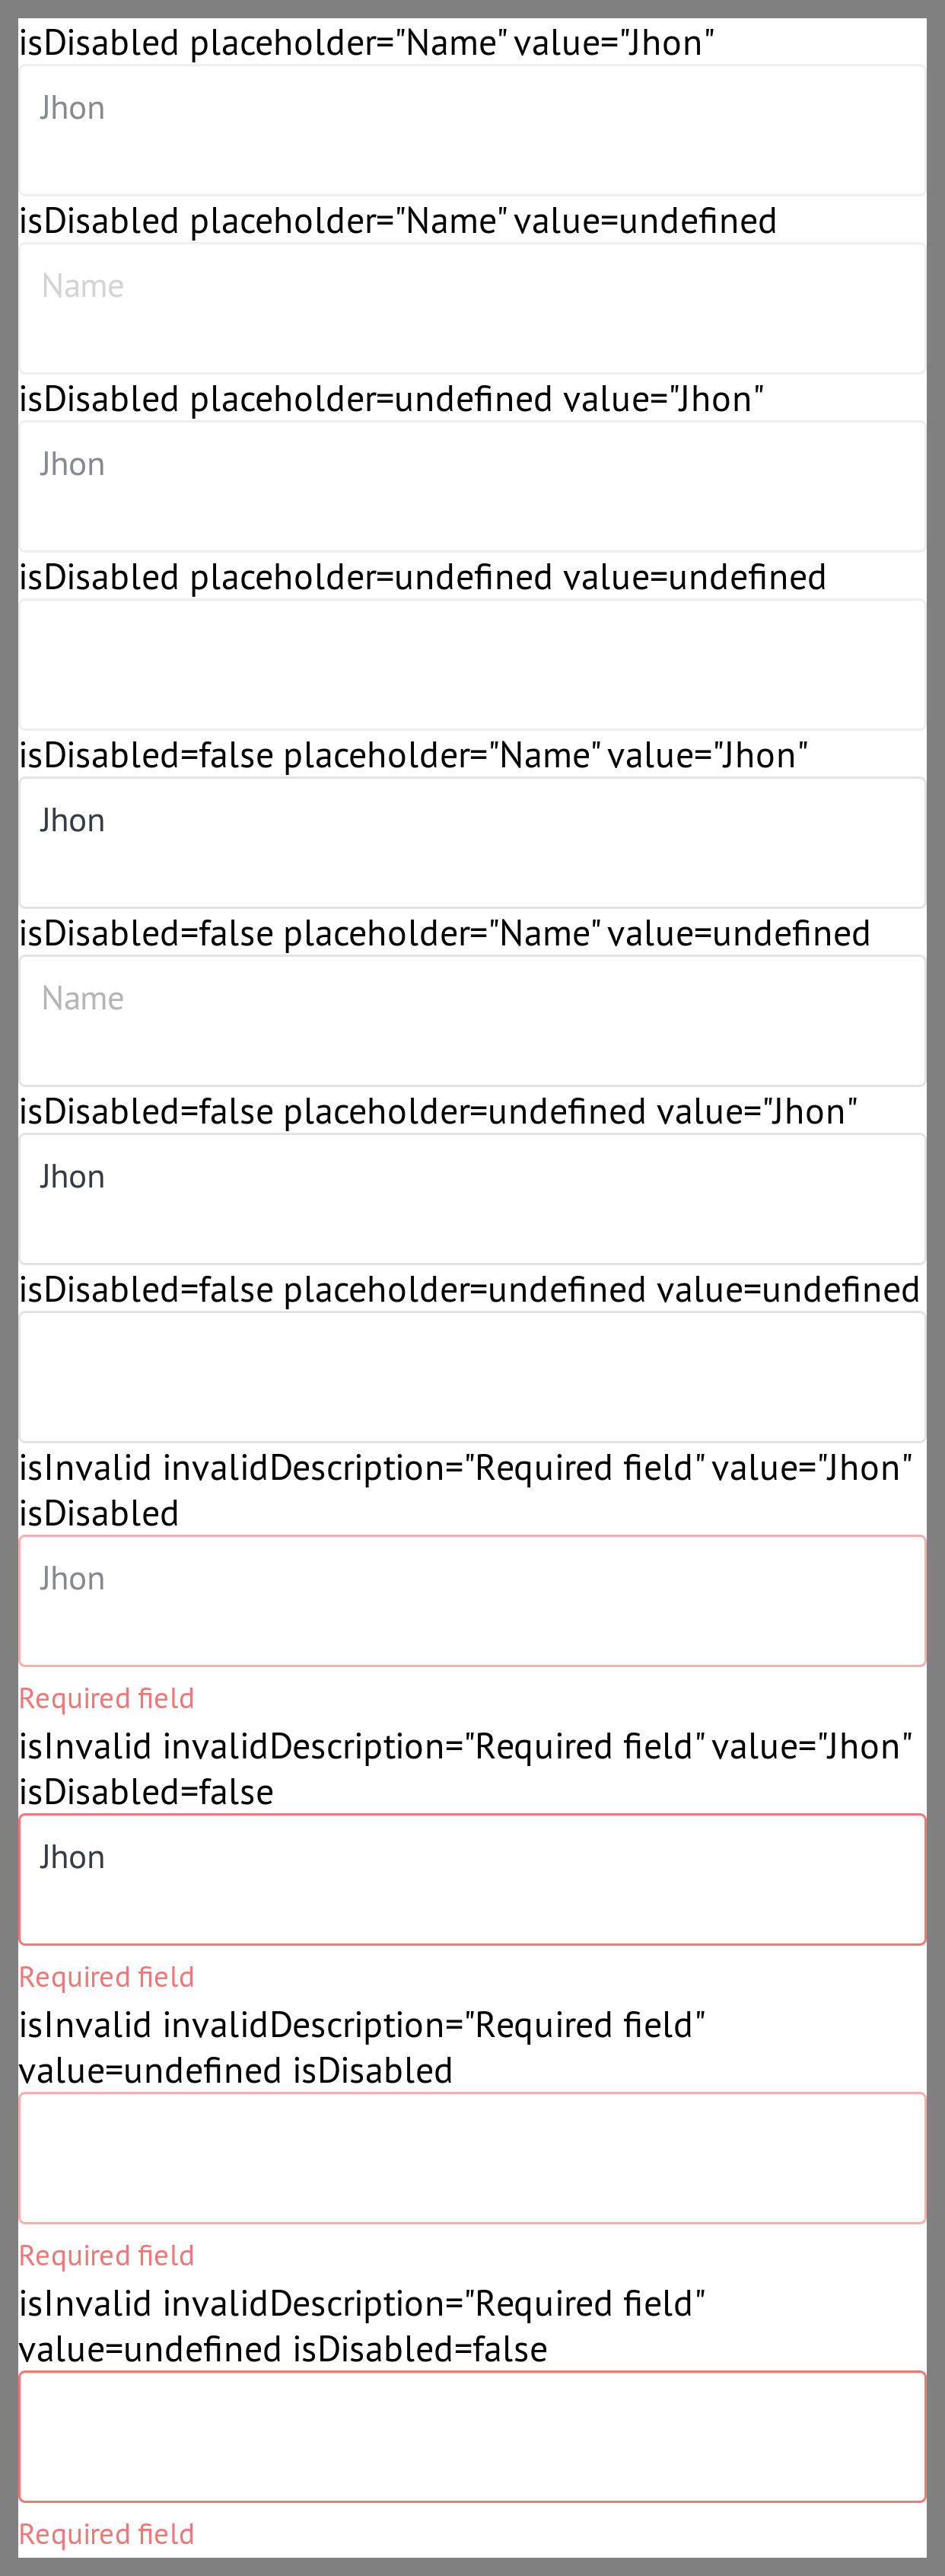 isDisabled placeholder="Name" value="Jhon"
Jhon
isDisabled placeholder="Name" value=undefined
Name
isDisabled placeholder=undefined value="Jhon"
Jhon
isDisabled placeholder=undefined value=undefined
isDisabled=false placeholder="Name" value="Jhon"
Jhon
isDisabled=false placeholder="Name" value=undefined
Name
isDisabled=false placeholder=undefined value="Jhon"
Jhon
isDisabled=false placeholder=undefined value=undefined
isInvalid invalidDescription="Required field" value="Jhon"
isDisabled
Jhon
Required field
isInvalid invalidDescription="Required field" value="Jhon"
isDisabled=false
Jhon
Required field
isInvalid invalidDescription="Required field"
value=undefined isDisabled
Required field
isInvalid invalidDescription="Required field"
value=undefined isDisabled=false
Required field